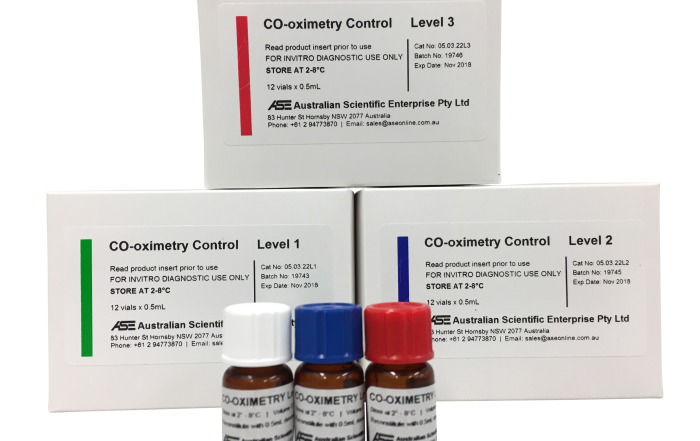 CO-oximetry Control Level 3
Read product insert prior to use
FOR INVITRO DIAGNOSTIC USE ONLY
STORE AT 2-8°C
12 vials x 0.5mL
Cat No: 05.03.22L3
Batch No: 19746
Exp Date: Nov 2018
ASE Australian Scientific Enterprise Pty Ltd
83 Hunter St Hornsby NSW 2077 Australia
Phone: +61 2 94773870 | Email: sales@aseonline.com.au
CO-oximetry Control Level 1
Read product insert prior to use
FOR INVITRO DIAGNOSTIC USE ONLY
STORE AT 2-8°C
12 vials x 0.5mL
Cat No: 05.03.22L1
Batch No: 19743
Exp Date: Nov 2018
ASE Australian Scientif
83 Hunter St Hornsby NSW 2077
Phone: +61 2 94773870 | Email: sal
CO-oximetry Control Level 2
Read product insert prior to use
FOR INVITRO DIAGNOSTIC USE ONLY
STORE AT 2-8°C
12 vials x 0.5mL
Cat No: 05.03.22L2
Batch No: 19745
Exp Date: Nov 2018
ASE Australian Scientific Enterprise Pty Ltd
83 Hunter St Hornsby NSW 2077 Australia
Phone: +61 2 94773870 | Email: sales@aseonline.com.au
CO-OXIMETRY
CO-OXIMETRY
CO-OXIMETRY